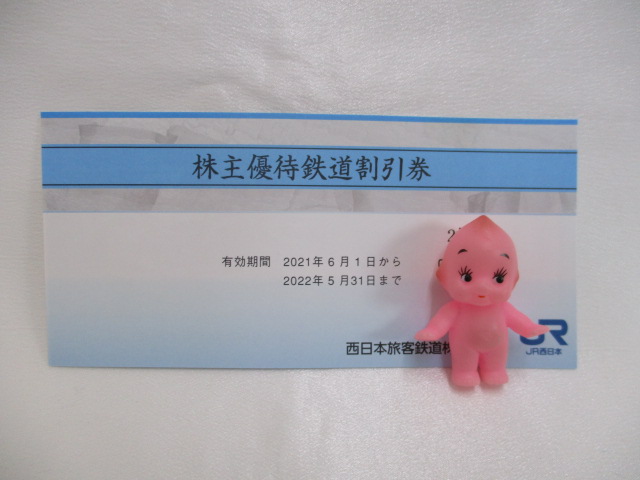 株主優待鉄道割引券
有効期間 2021年6月1日から
2022年5月31日まで
西日本旅客鉄道株
JR
JR西日本